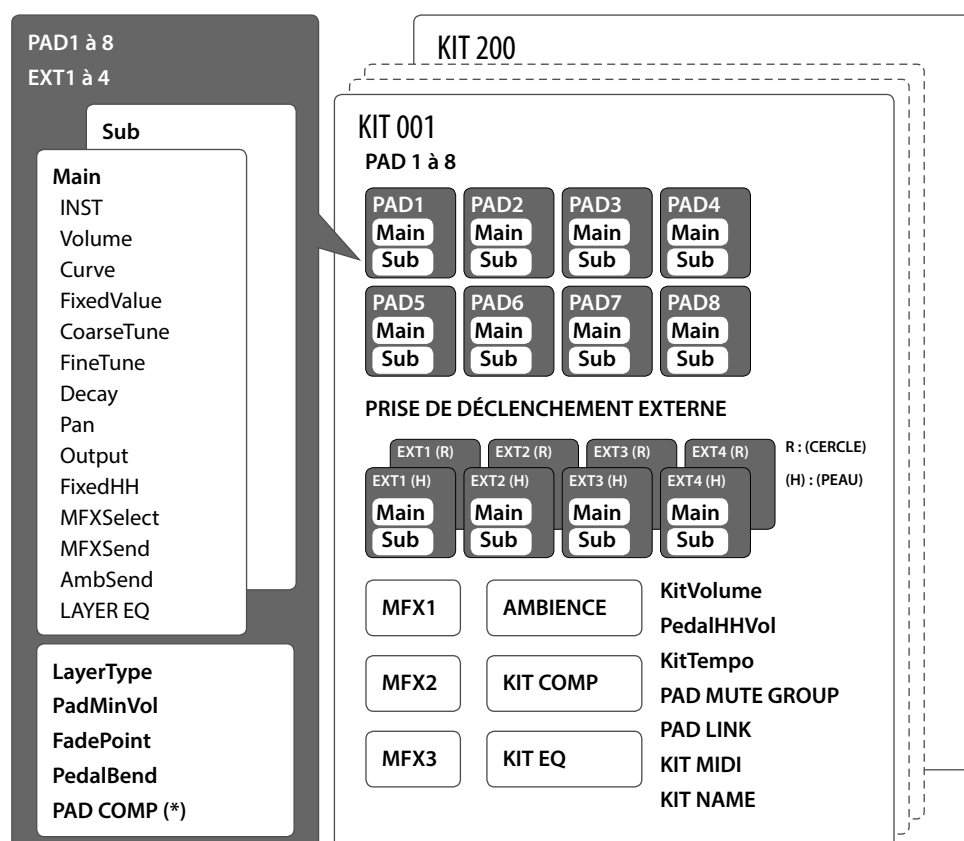 PAD1 à 8
EXT1 à 4
Sub
Main
INST
Volume
Curve
FixedValue
CoarseTune
FineTune
Decay
Pan
Output
FixedHH
MFXSelect
MFXSend
AmbSend
LAYER EQ
LayerType
PadMinVol
FadePoint
PedalBend
PAD COMP (*)
KIT 200
KIT 001
PAD 1 à 8
PAD1 PAD2 PAD3 PAD4
Main Main Main Main
Sub Sub Sub Sub
PAD5 PAD6 PAD7 PAD8
Main Main Main Main
Sub Sub Sub Sub
PRISE DE DÉCLENCHEMENT EXTERNE
EXT1 (R) EXT2 (R) EXT3 (R) EXT4 (R)
R : (CERCLE)
EXT1 (H) EXT2 (H) EXT3 (H) EXT4 (H)
(H) : (PEAU)
Main Main Main Main
Sub Sub Sub Sub
MFX1
MFX2
MFX3
AMBIENCE
KIT COMP
KIT EQ
KitVolume
PedalHHVol
KitTempo
PAD MUTE GROUP
PAD LINK
KIT MIDI
KIT NAME